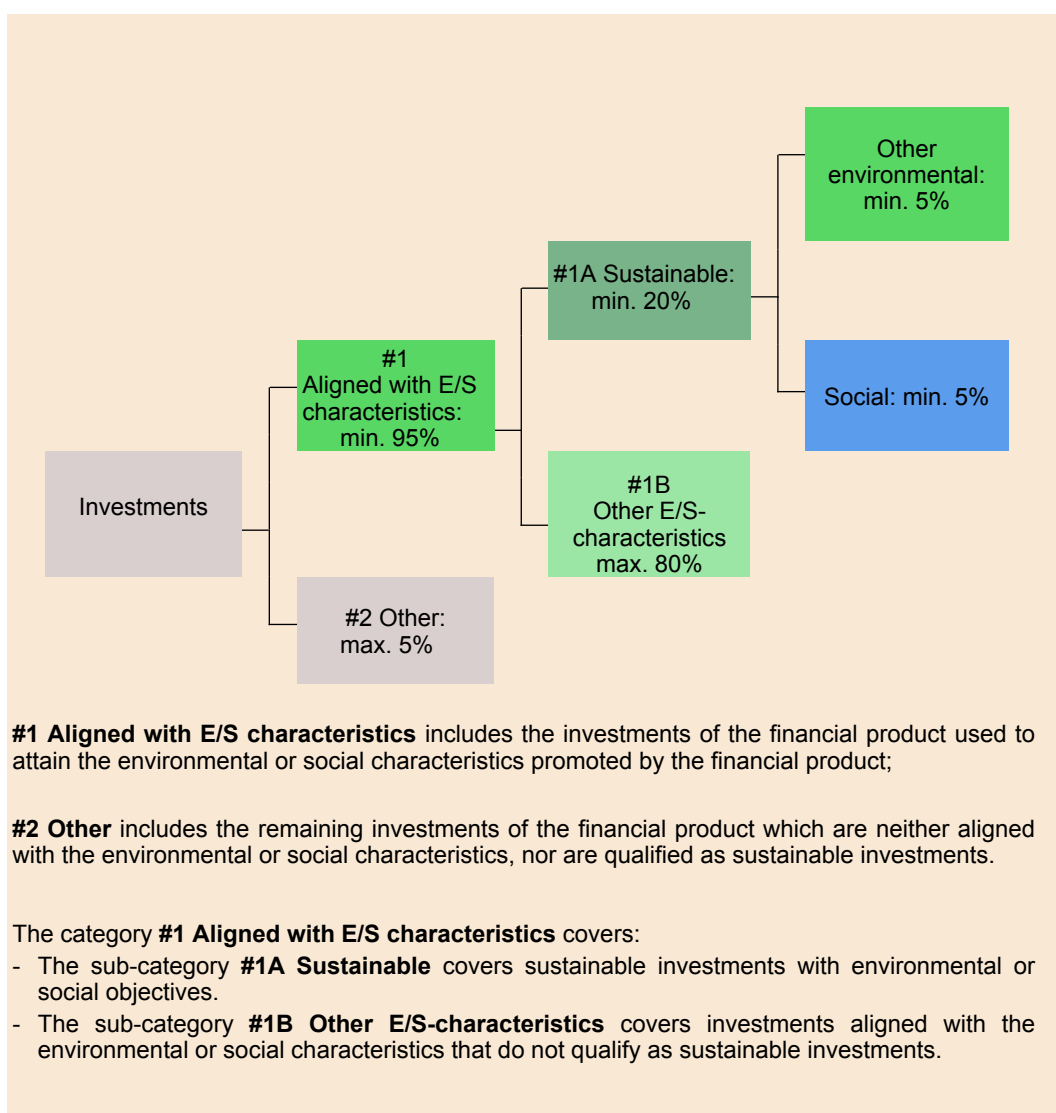 Other
environmental:
min. 5%
#1A Sustainable:
min. 20%
#1
Aligned with E/S
characteristics:
min. 95%
Social: min. 5%
Investments
#1B
Other E/S-
characteristics
max. 80%
#2 Other:
max. 5%
#1 Aligned with E/S characteristics includes the investments of the financial product used to
attain the environmental or social characteristics promoted by the financial product;
#2 Other includes the remaining investments of the financial product which are neither aligned
with the environmental or social characteristics, nor are qualified as sustainable investments.
The category #1 Aligned with E/S characteristics covers:
- The sub-category #1A Sustainable covers sustainable investments with environmental or
social objectives.
- The sub-category #1B Other E/S-characteristics covers investments aligned with the
environmental or social characteristics that do not qualify as sustainable investments.